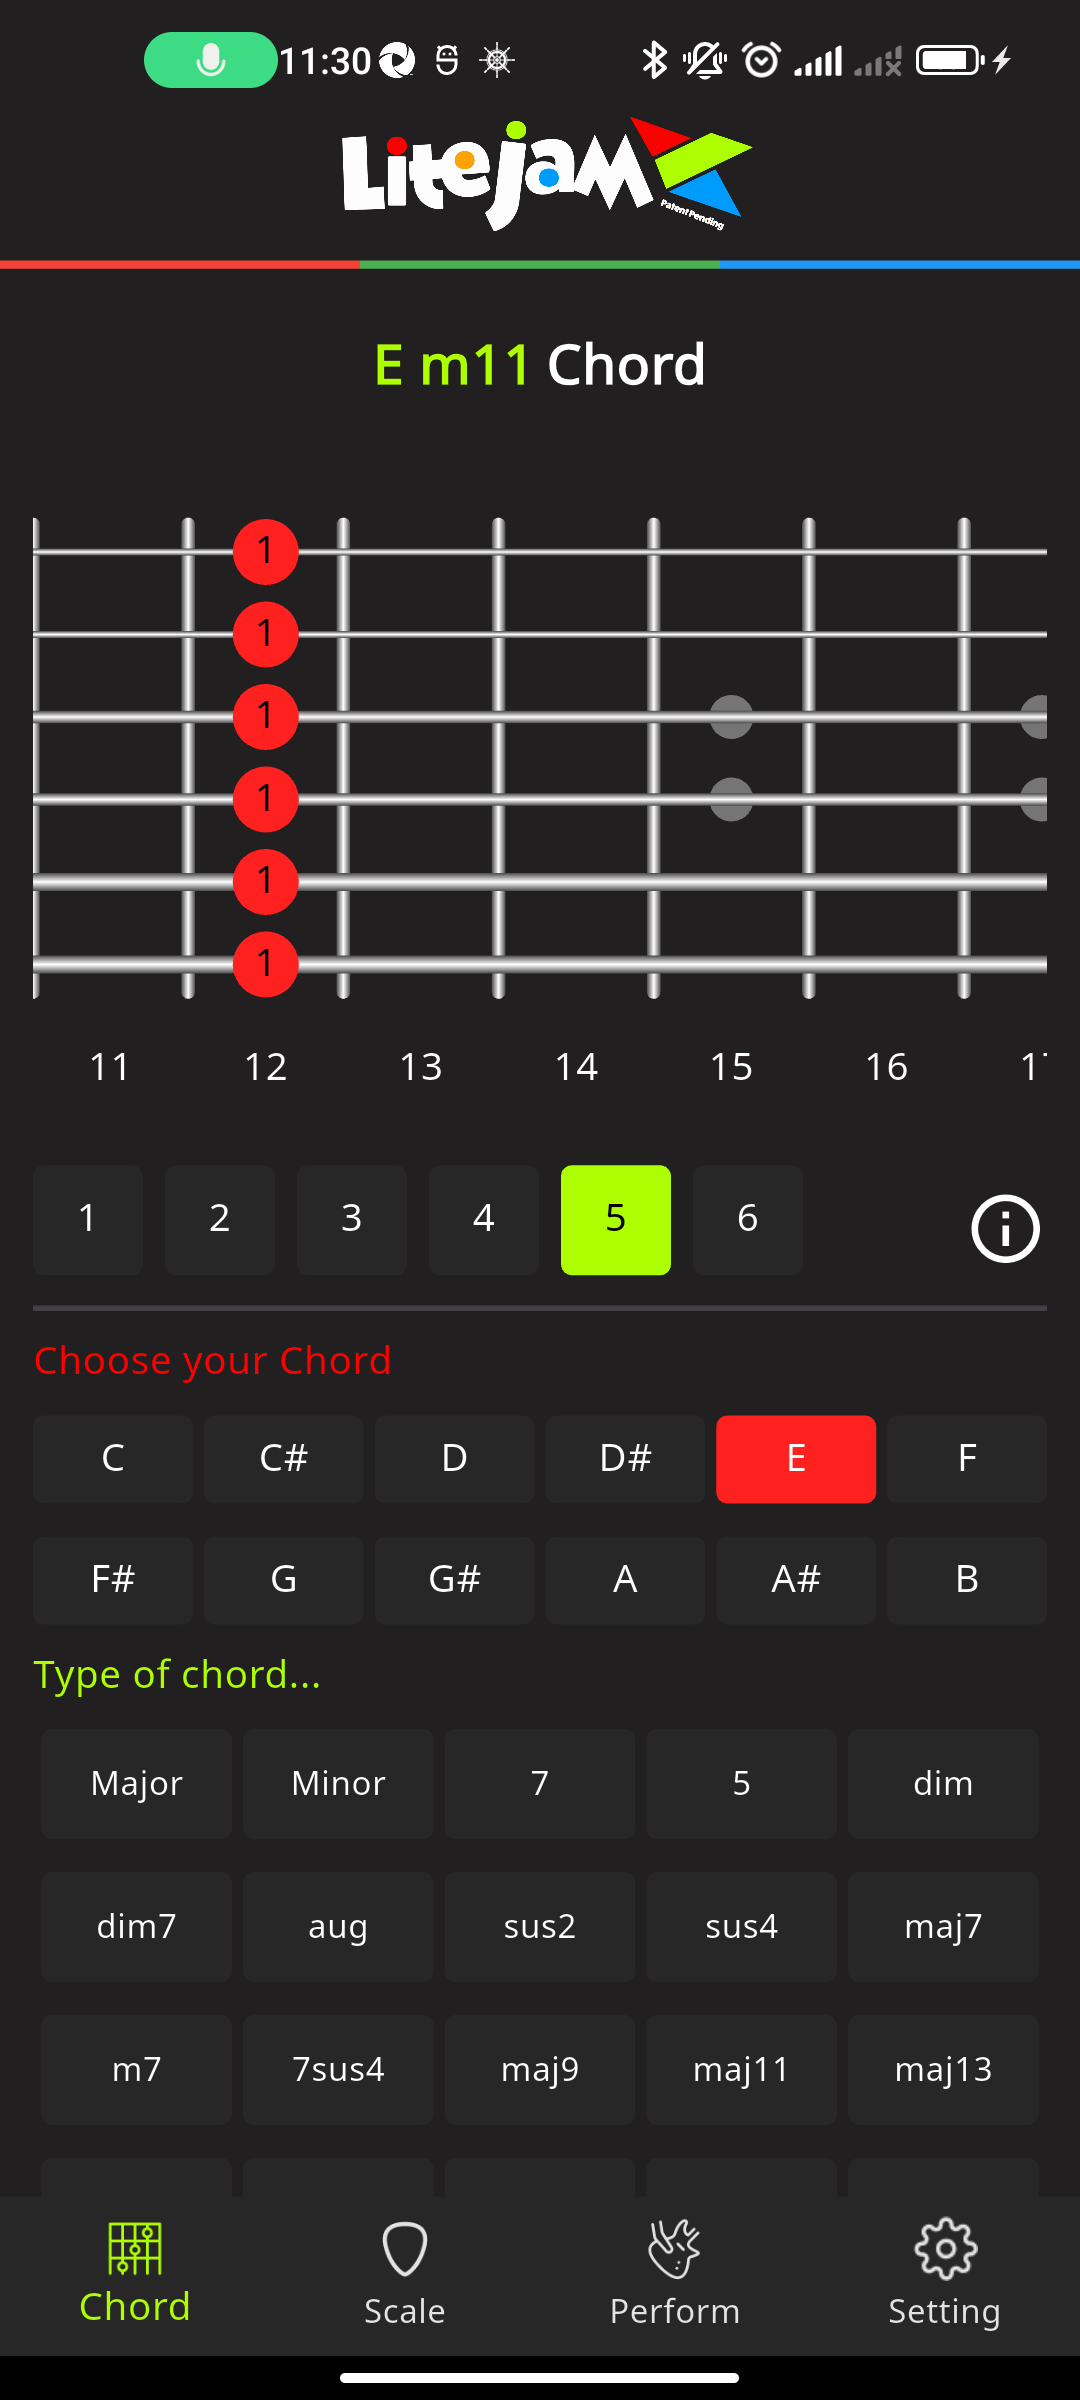 11:30
LiteJam
Patent Pending
E m11 Chord
1
1
1
1
1
1
11 12 13 14 15 16
1 2 3 4 5 6
Choose your Chord
C C# D D# E F
F# G G# A A# B
Type of chord...
Major Minor 7 5 dim
dim7 aug sus2 sus4 maj7
m7 7sus4 maj9 maj11 maj13
Chord Scale Perform Setting